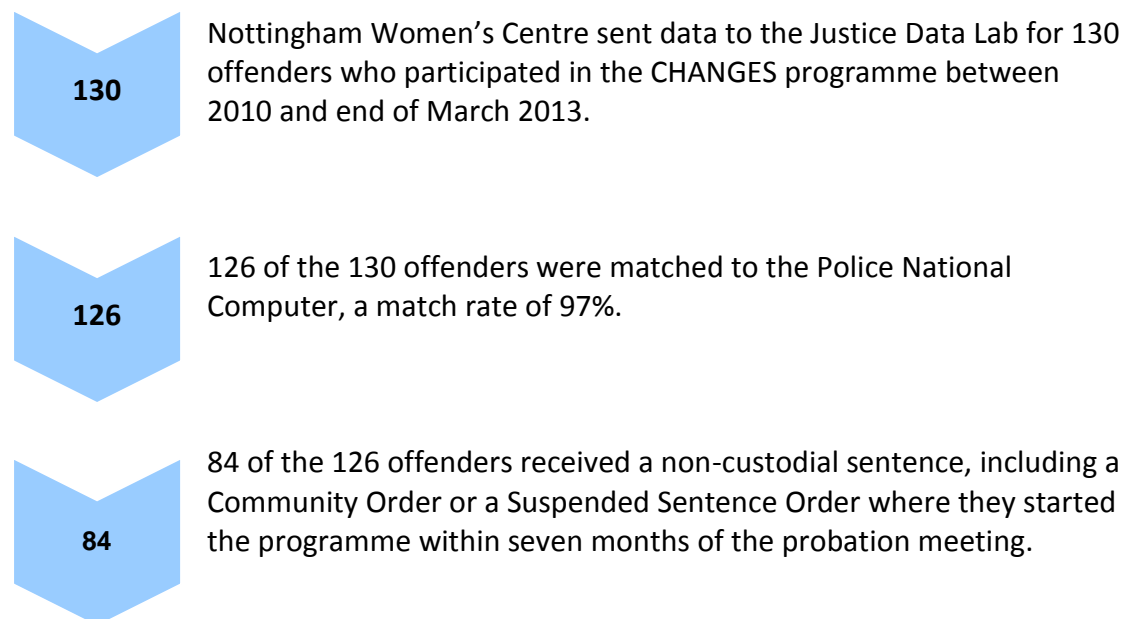 130
Nottingham Women's Centre sent data to the Justice Data Lab for 130
offenders who participated in the CHANGES programme between
2010 and end of March 2013.
126
126 of the 130 offenders were matched to the Police National
Computer, a match rate of 97%.
84
84 of the 126 offenders received a non-custodial sentence, including a
Community Order or a Suspended Sentence Order where they started
the programme within seven months of the probation meeting.